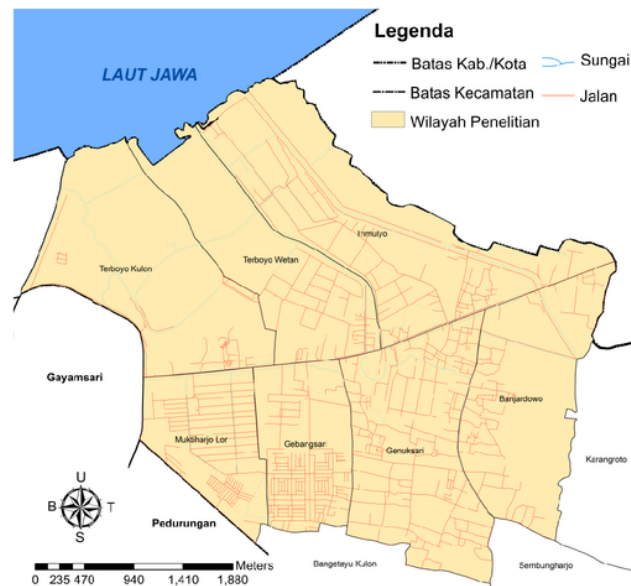 LAUT JAWA
Legenda
Batas Kab./Kota
Sungai
Batas Kecamatan
Jalan
Wilayah Penelitian
Trimulyo
Terboyo Wetan
Terboyo Kulon
Gayamsari
Banjardowo
Muktiharjo Lor
Gebangsari
Genuksari
Karangroto
U
B T
S
Pedurungan
Meters
0 235 470 940 1,410 1,880
Bangetayu Kulon
Sembungharjo